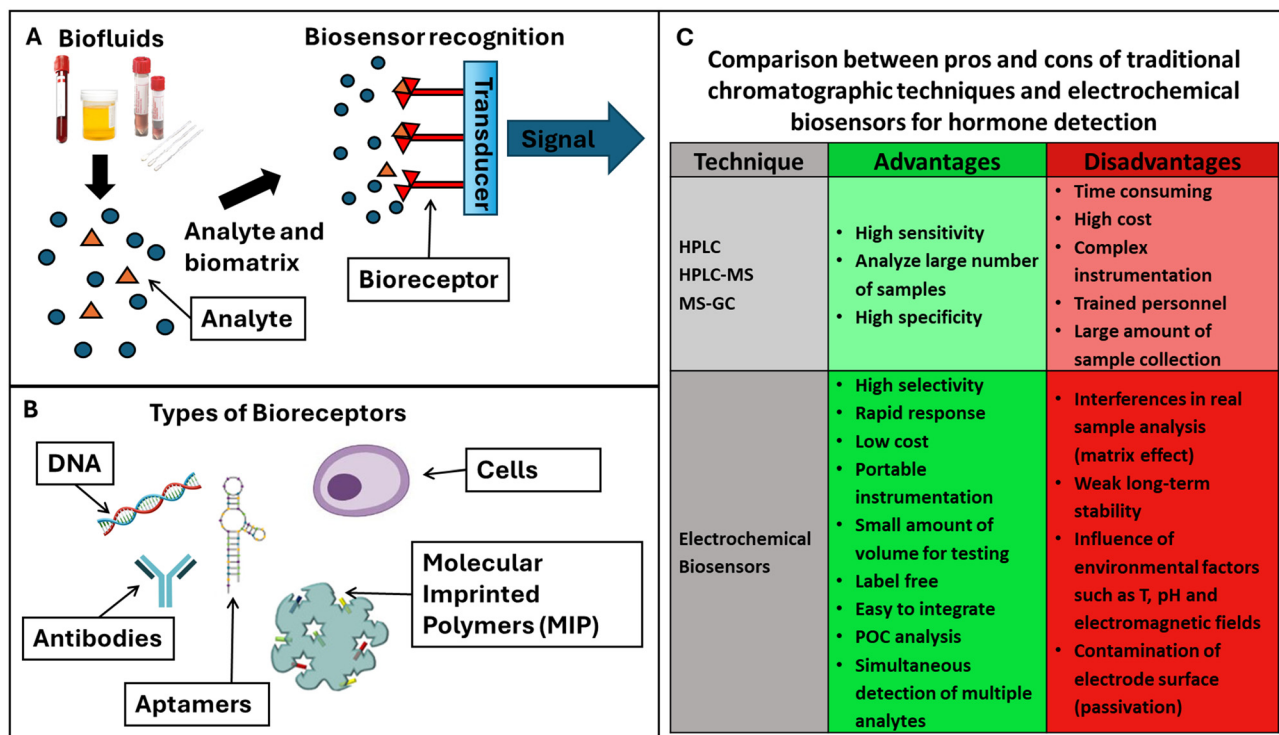 A
Biofluids
Biosensor recognition
Transducer
Signal
Analyte and
biomatrix
Bioreceptor
Analyte
B
Types of Bioreceptors
DNA
Cells
Antibodies
Aptamers
Molecular
Imprinted
Polymers (MIP)
C
Comparison between pros and cons of traditional
chromatographic techniques and electrochemical
biosensors for hormone detection
Technique
Advantages
Disadvantages
HPLC
HPLC-MS
MS-GC
• High sensitivity
• Analyze large number
of samples
• High specificity
• Time consuming
• High cost
• Complex
instrumentation
• Trained personnel
• Large amount of
sample collection
Electrochemical
Biosensors
• High selectivity
• Rapid response
• Low cost
• Portable
instrumentation
• Small amount of
volume for testing
• Label free
• Easy to integrate
• POC analysis
• Simultaneous
detection of multiple
analytes
• Interferences in real
sample analysis
(matrix effect)
• Weak long-term
stability
• Influence of
environmental factors
such as T, pH and
electromagnetic fields
• Contamination of
electrode surface
(passivation)